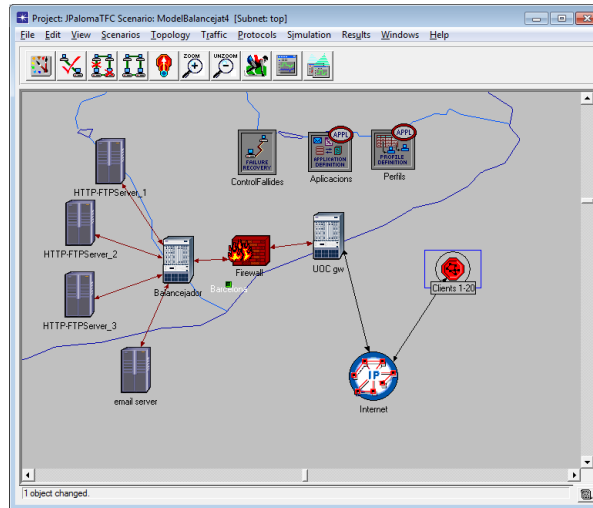 Project: JPalomaTFC Scenario: ModelBalancejat4 [Subnet: top]
File Edit View Scenarios Topology Traffic Protocols Simulation Results Windows Help
ZOOM
UNZOOM
HTTP-FTPServer_1
FAILURE
RECOVERY
ControlFallides
APPL
APPLICATION
DEFINITION
Aplicacions
APPL
PROFILE
DEFINITION
Perfils
HTTP-FTPServer_2
Balancejador
Firewall
UOC gw
Barcelona
Clients 1-20
HTTP-FTPServer_3
email server
IP
Internet
1 object changed.